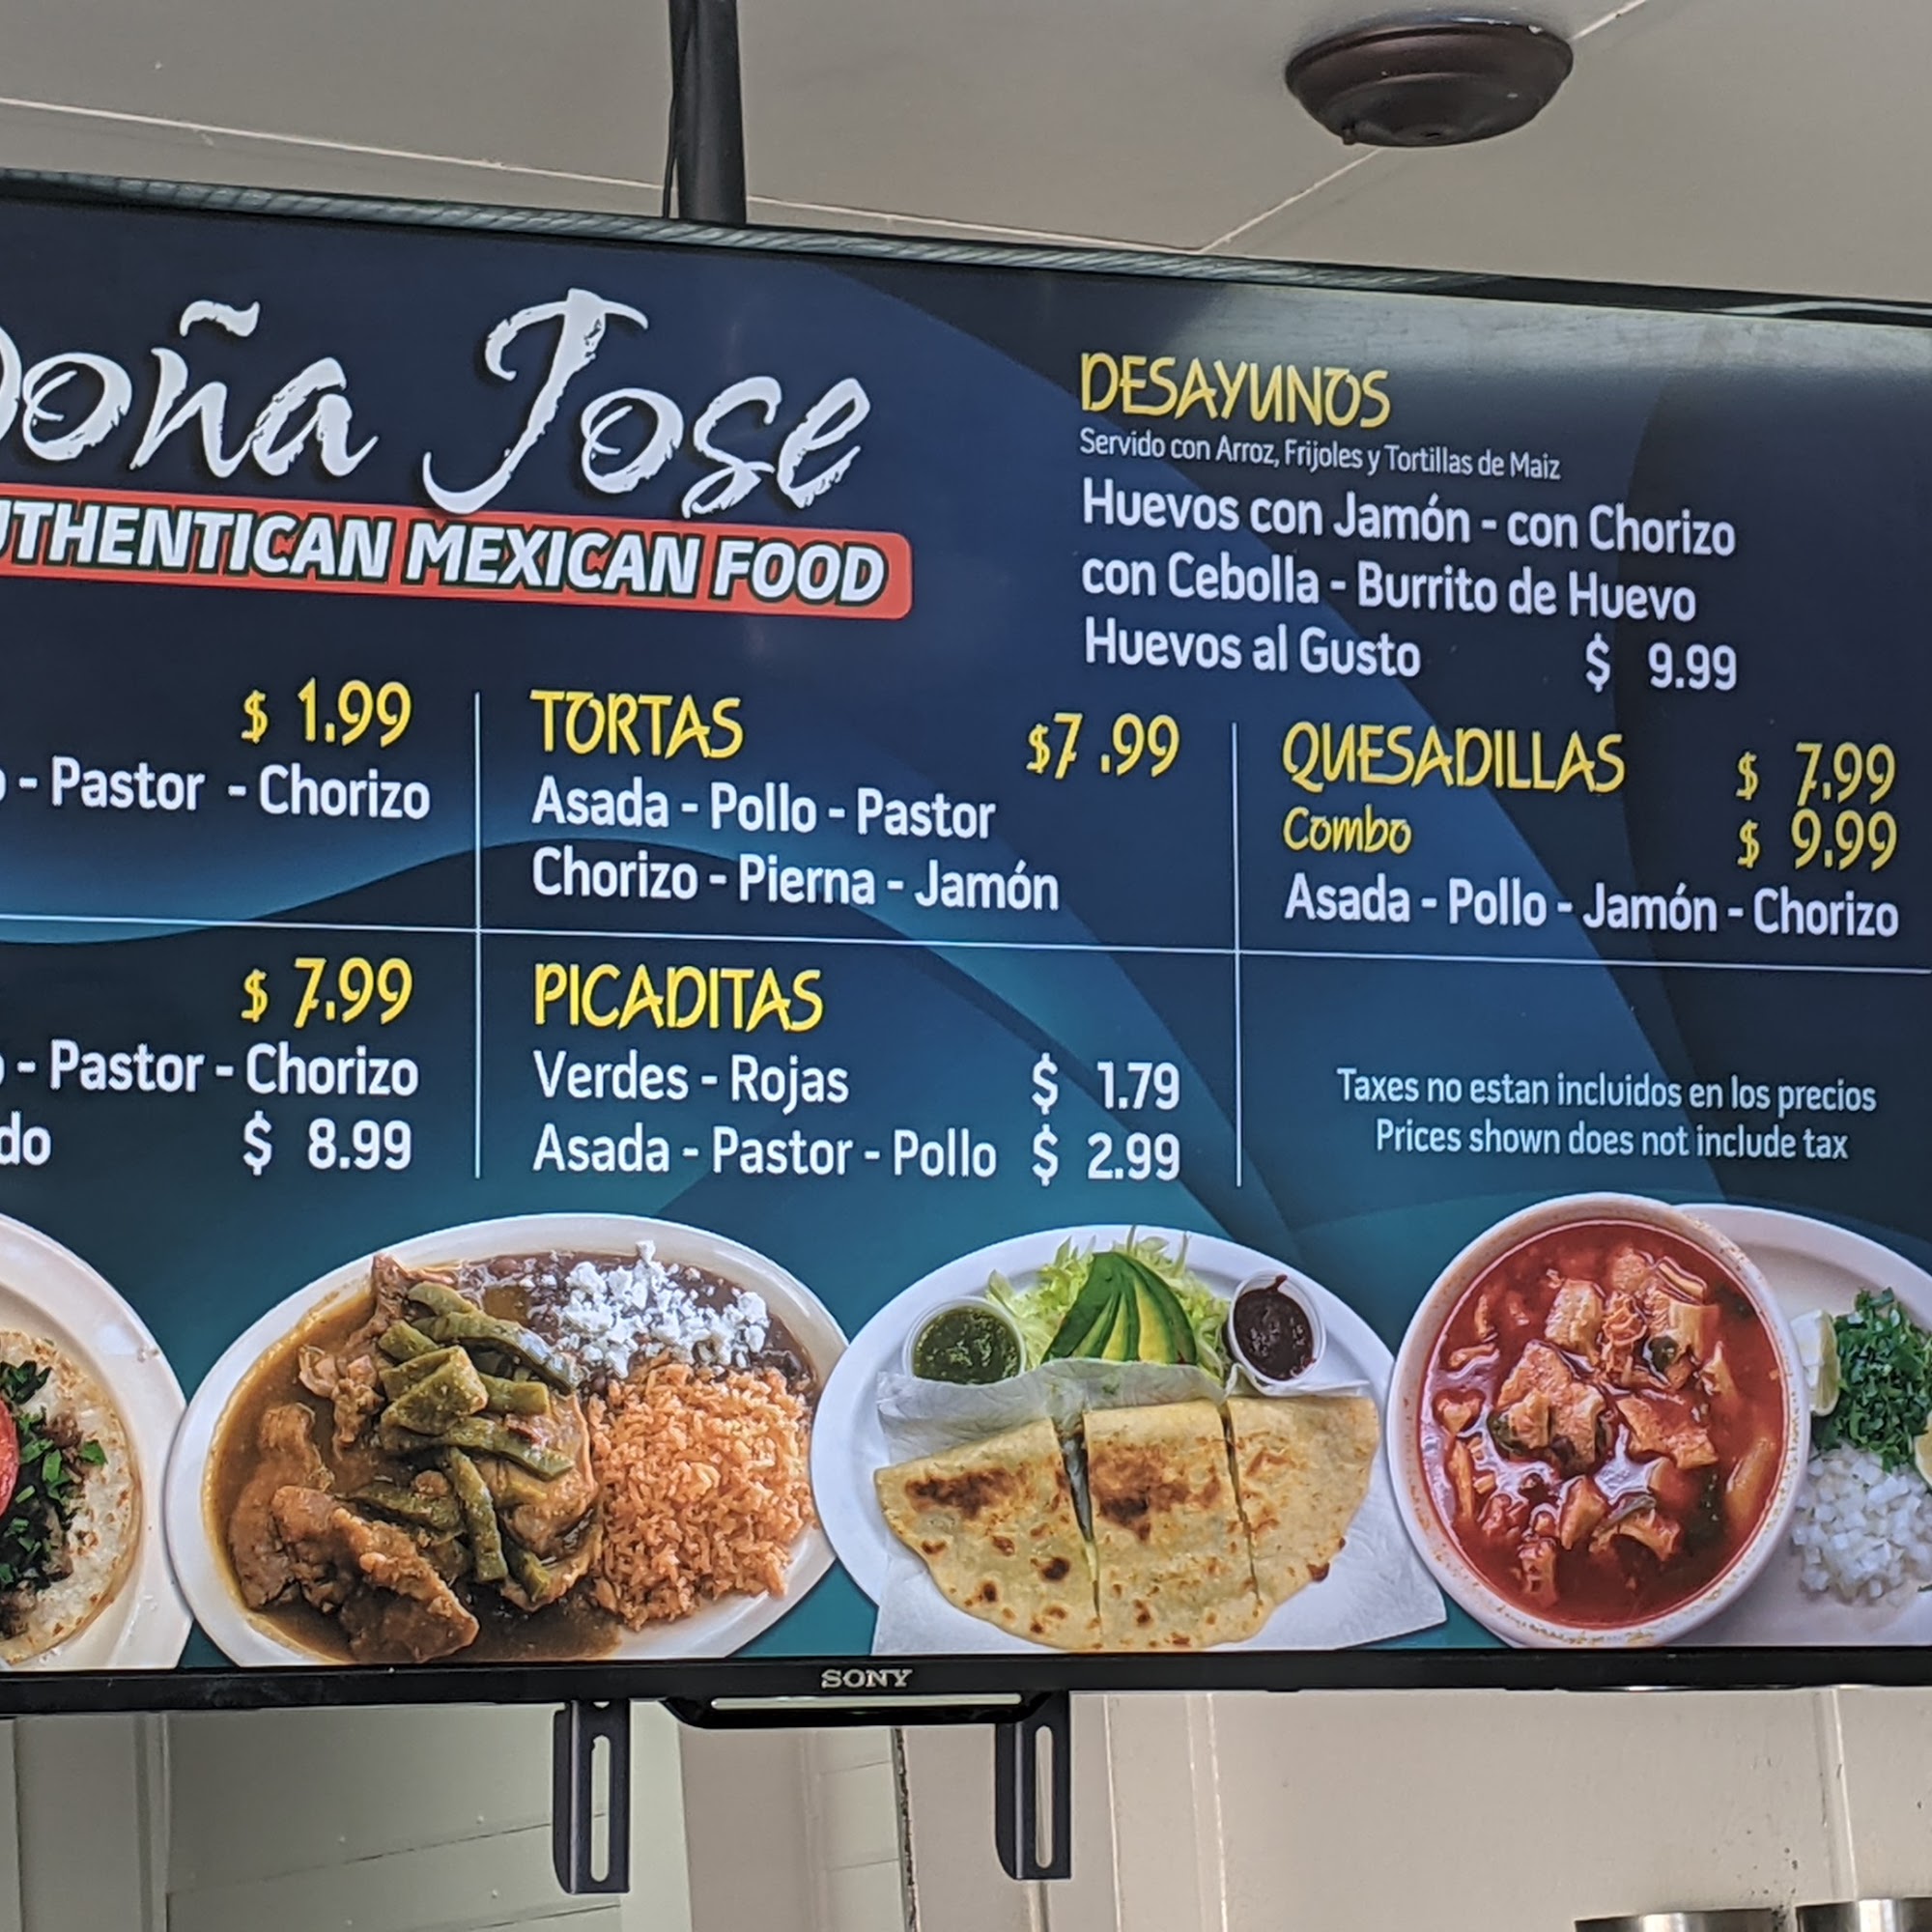 Doña Jose
AUTHENTICAN MEXICAN FOOD
DESAYUNOS
Servido con Arroz, Frijoles y Tortillas de Maiz
Huevos con Jamón - con Chorizo
con Cebolla - Burrito de Huevo
Huevos al Gusto $ 9.99
$ 1.99
- Pastor - Chorizo
TORTAS $7 .99
Asada - Pollo - Pastor
Chorizo - Pierna - Jamón
QUESADILLAS $ 7.99
Combo $ 9.99
Asada - Pollo - Jamón - Chorizo
$ 7.99
- Pastor - Chorizo
$ 8.99
PICADITAS
Verdes - Rojas $ 1.79
Asada - Pastor - Pollo $ 2.99
Taxes no estan incluidos en los precios
Prices shown does not include tax
SONY